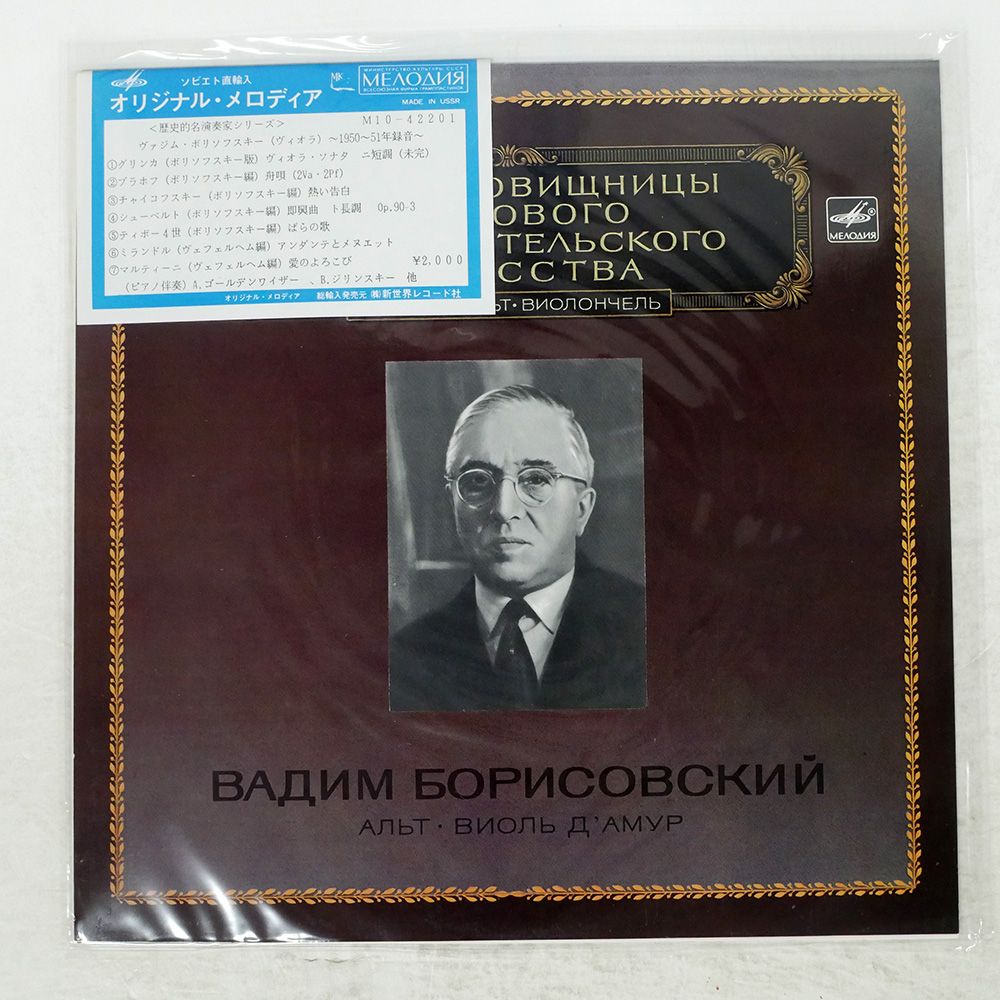 ソビエト直輸入
オリジナル・メロディア
МИНИСТЕРСТВО КУЛЬТУРЫ СССР
МЕЛОДИЯ
ВСЕСОЮЗНАЯ ФИРМА ГРАМПЛАСТИНОК
MADE IN USSR
M10-42201
<歴史的名演奏家シリーズ>
ヴァジム・ボリソフスキー(ヴィオラ)~1950~51年録音~
①グリンカ(ボリソフスキー版)ヴィオラ・ソナタ ニ短調(未完)
②ブラホフ(ボリソフスキー編)舟唄(2Va・2Pf)
③チャイコフスキー(ボリソフスキー編)熱い告白
④シューベルト(ボリソフスキー編)即興曲 ト長調 Op.90-3
⑤ティボー4世(ボリソフスキー編)ばらの歌
⑥ミランドル(ヴェフェルヘム編)アンダンテとメヌエット
⑦マルティーニ(ヴェフェルヘム編)愛のよろこび ¥2,000
(ピアノ伴奏)A.ゴールデンワイザー、B.ジリンスキー 他
オリジナル・メロディア 総輸入発売元 ㈱新世界レコード社
ОВИЩНИЦЫ
ОВОГО
ТЕЛЬСКОГО
ССТВА
ЬТ・ВИОЛОНЧЕЛЬ
МЕЛОДИЯ
ВАДИМ БОРИСОВСКИЙ
АЛЬТ・ВИОЛЬ Д'АМУР